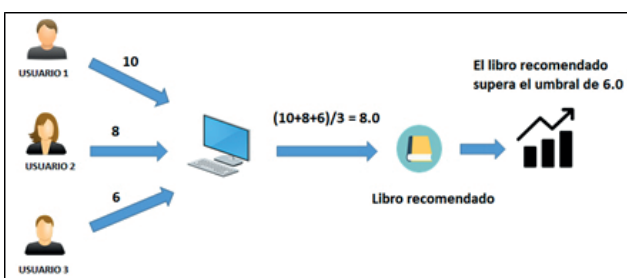 USUARIO 1
10
USUARIO 2
8
USUARIO 3
6
(10+8+6)/3 = 8.0
Libro recomendado
El libro recomendado
supera el umbral de 6.0